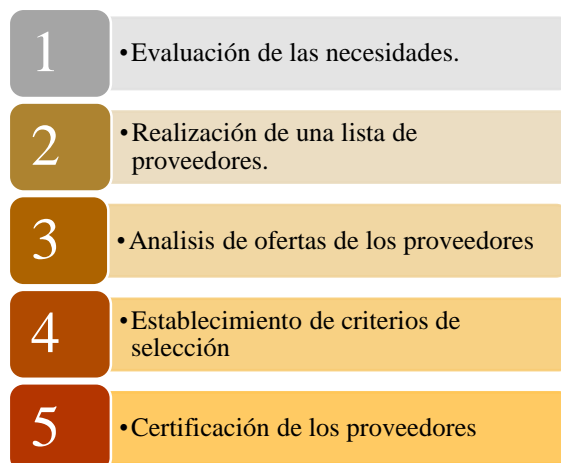 1
•Evaluación de las necesidades.
2
•Realización de una lista de
proveedores.
3
•Analisis de ofertas de los proveedores
4
•Establecimiento de criterios de
selección
5
•Certificación de los proveedores